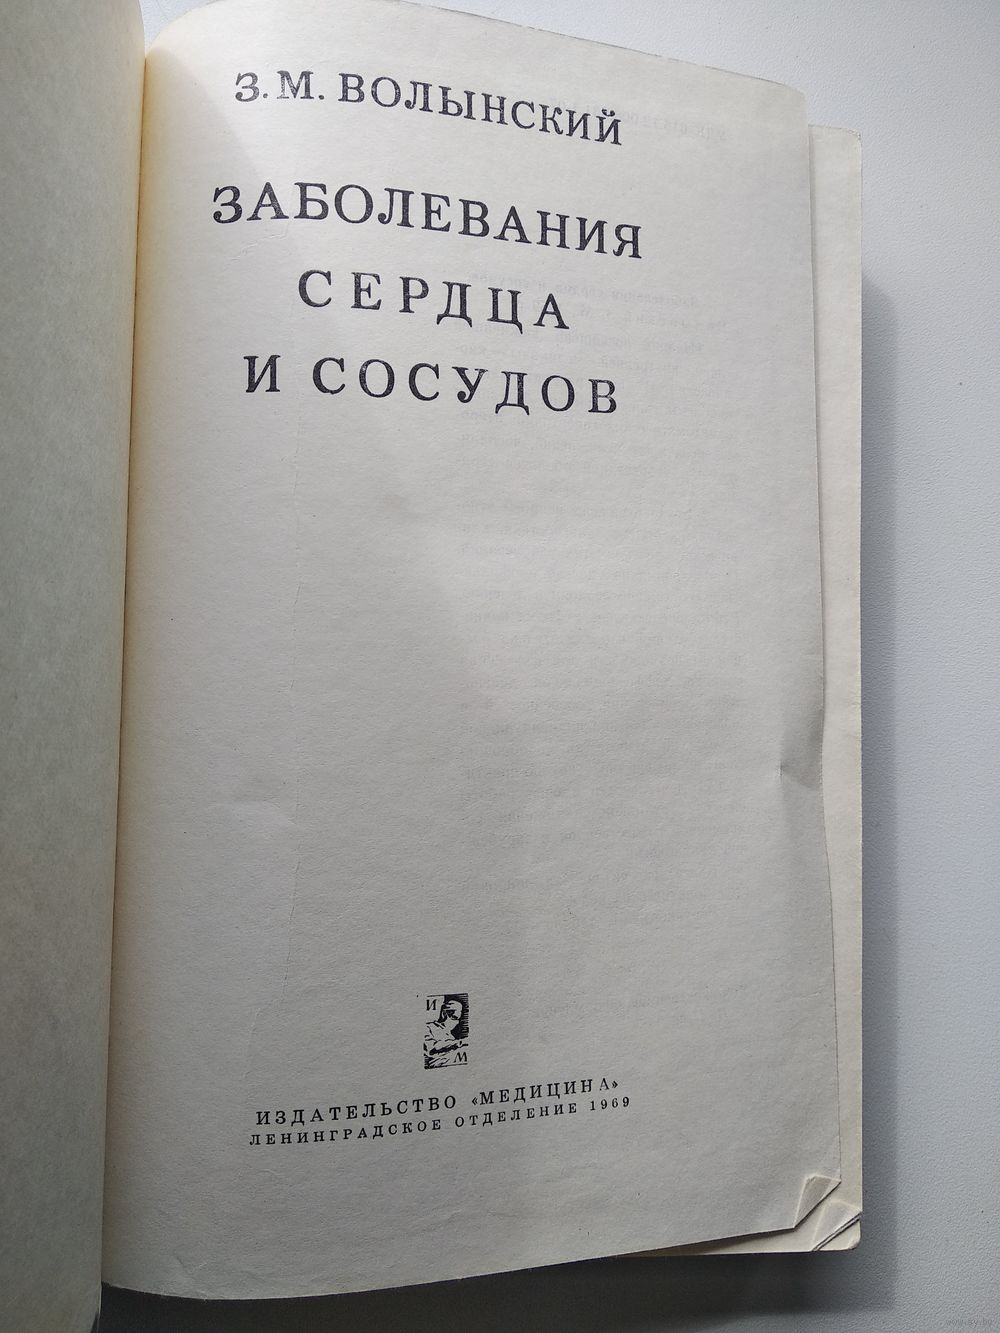 З. М. ВОЛЫНСКИЙ
ЗАБОЛЕВАНИЯ
СЕРДЦА
И СОСУДОВ
И
М
ИЗДАТЕЛЬСТВО «МЕДИЦИНА»
ЛЕНИНГРАДСКОЕ ОТДЕЛЕНИЕ 1969